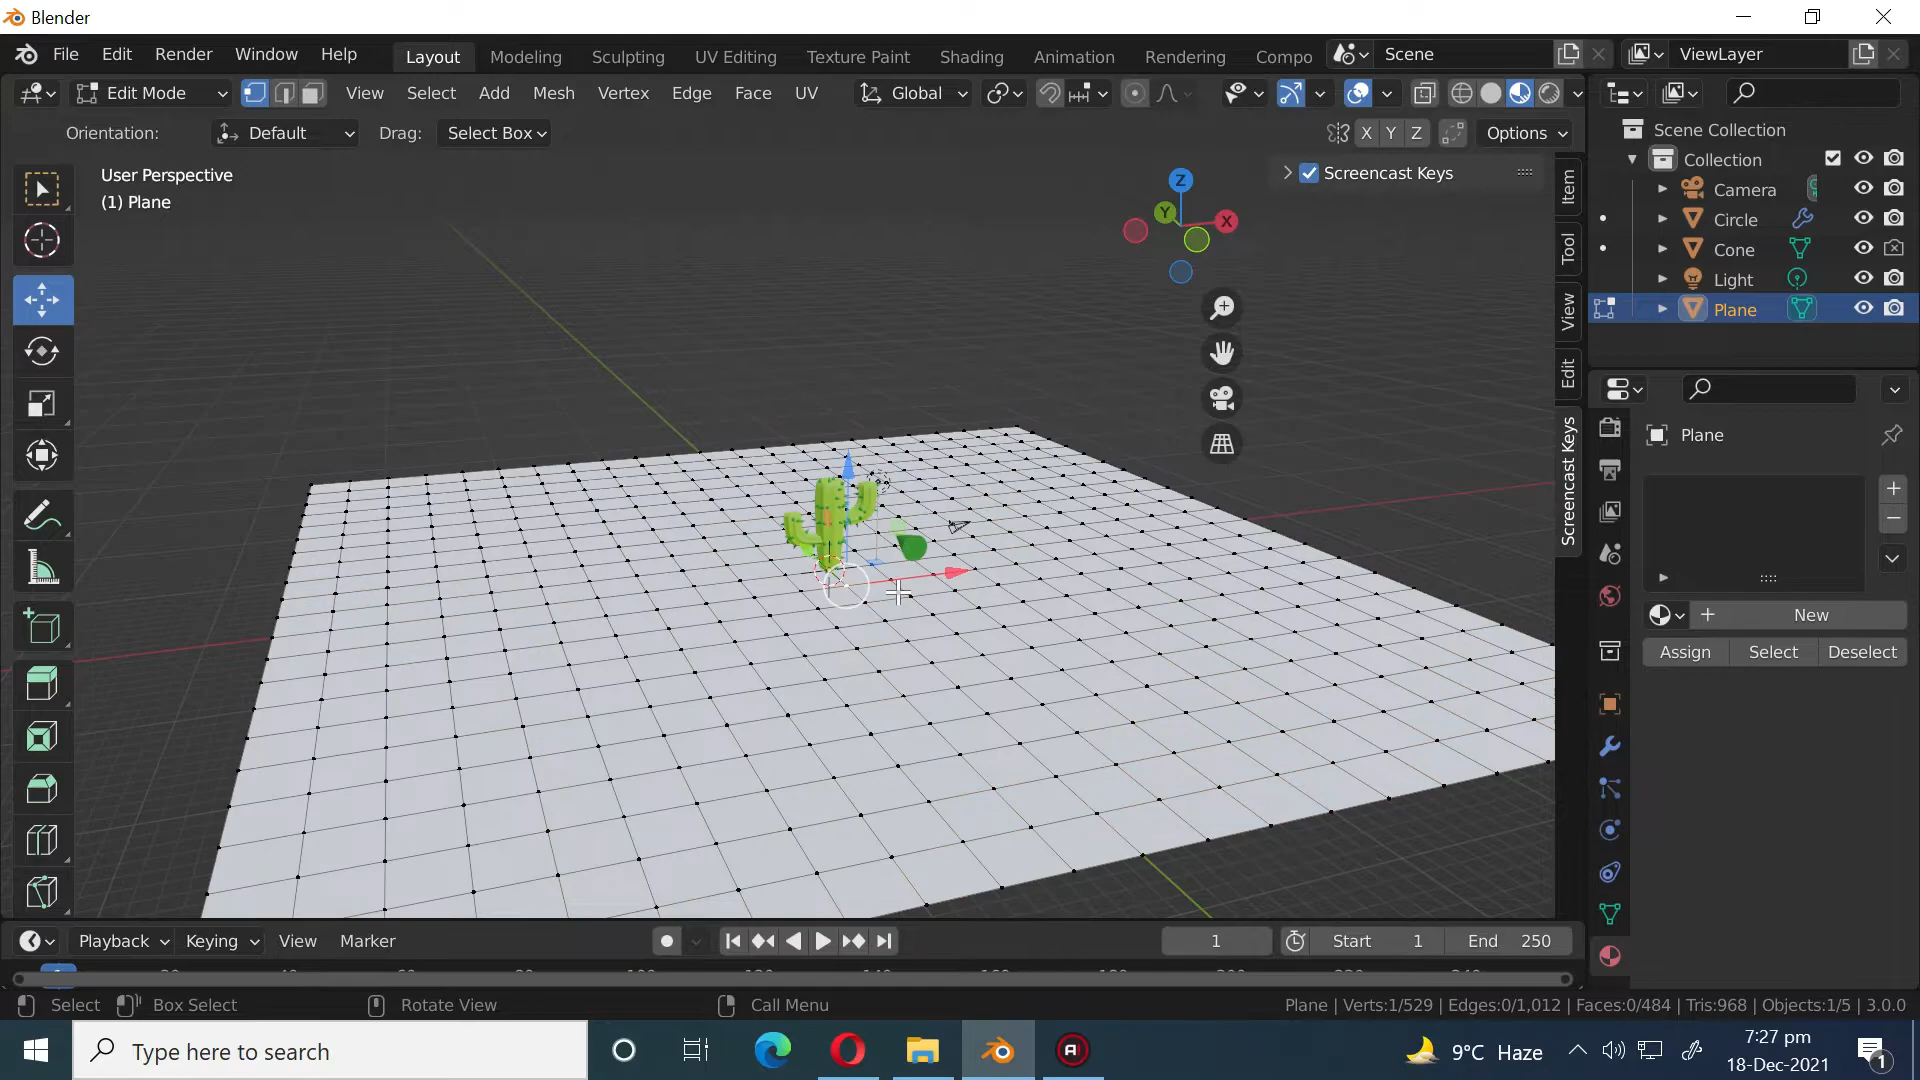 Blender
File Edit Render Window Help Layout Modeling Sculpting UV Editing Texture Paint Shading Animation Rendering Compo Scene ViewLayer
Edit Mode View Select Add Mesh Vertex Edge Face UV Global
Orientation: Default Drag: Select Box X Y Z Options
User Perspective
(1) Plane
Z
Y
X
Screencast Keys
Item
Tool
View
Edit
Screencast Keys
Scene Collection
Collection
Camera
Circle
Cone
Light
Plane
Plane
New
Assign Select Deselect
Playback Keying View Marker 1 Start 1 End 250
Select Box Select Rotate View Call Menu Plane | Verts:1/529 | Edges:0/1,012 | Faces:0/484 | Tris:968 | Objects:1/5 | 3.0.0
Type here to search
9°C Haze
7:27 pm
18-Dec-2021
1